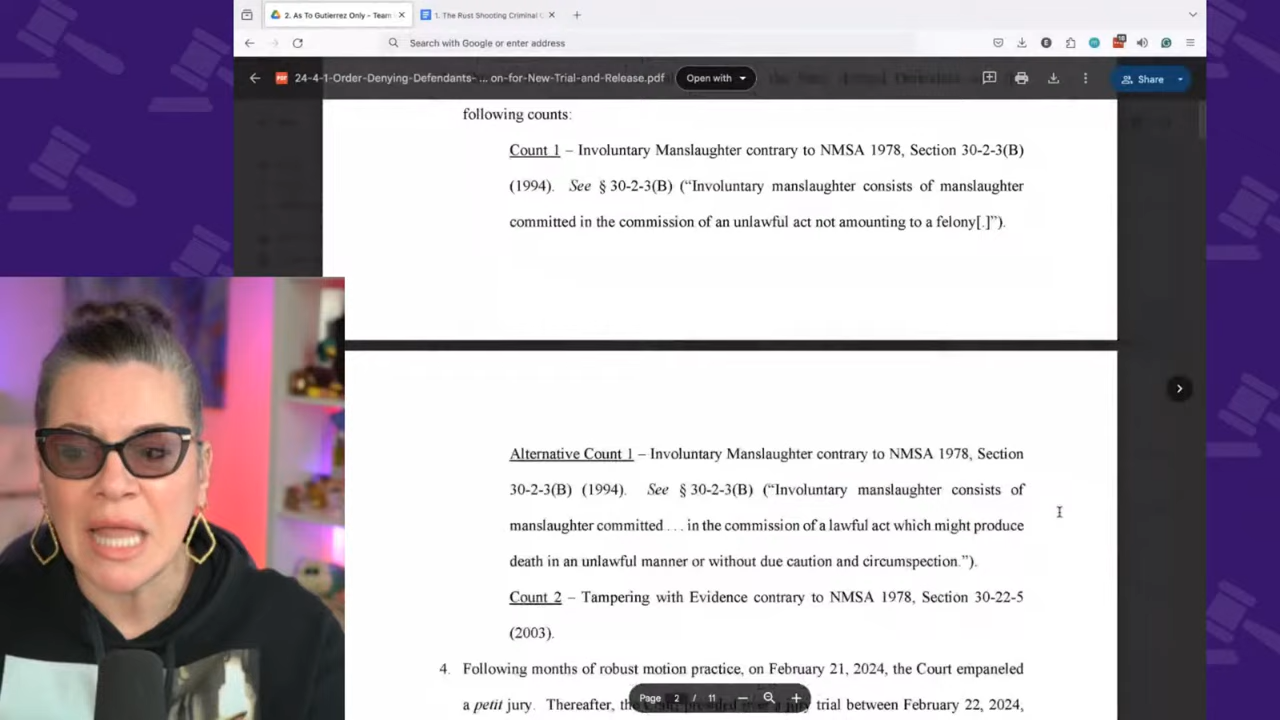 2. As To Gutierrez Only - Team
1. The Rust Shooting Criminal
Search with Google or enter address
24-4-1-Order-Denying-Defendants- ... on-for-New-Trial-and-Release.pdf
Open with
Share
following counts:
Count 1 – Involuntary Manslaughter contrary to NMSA 1978, Section 30-2-3(B)
(1994). See § 30-2-3(B) (“Involuntary manslaughter consists of manslaughter
committed in the commission of an unlawful act not amounting to a felony[.]”).
Alternative Count 1 – Involuntary Manslaughter contrary to NMSA 1978, Section
30-2-3(B) (1994). See § 30-2-3(B) (“Involuntary manslaughter consists of
manslaughter committed . . . in the commission of a lawful act which might produce
death in an unlawful manner or without due caution and circumspection.”).
Count 2 – Tampering with Evidence contrary to NMSA 1978, Section 30-22-5
(2003).
4. Following months of robust motion practice, on February 21, 2024, the Court empaneled
a petit jury. Thereafter, the jury trial between February 22, 2024,
Page 2 / 11